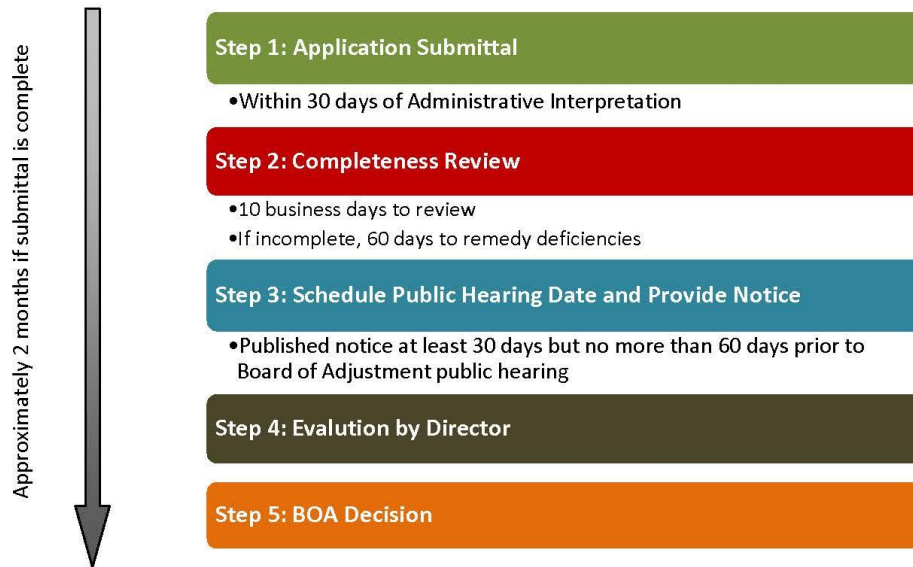 Approximately 2 months if submittal is complete
Step 1: Application Submittal
•Within 30 days of Administrative Interpretation
Step 2: Completeness Review
•10 business days to review
•If incomplete, 60 days to remedy deficiencies
Step 3: Schedule Public Hearing Date and Provide Notice
•Published notice at least 30 days but no more than 60 days prior to
Board of Adjustment public hearing
Step 4: Evalution by Director
Step 5: BOA Decision